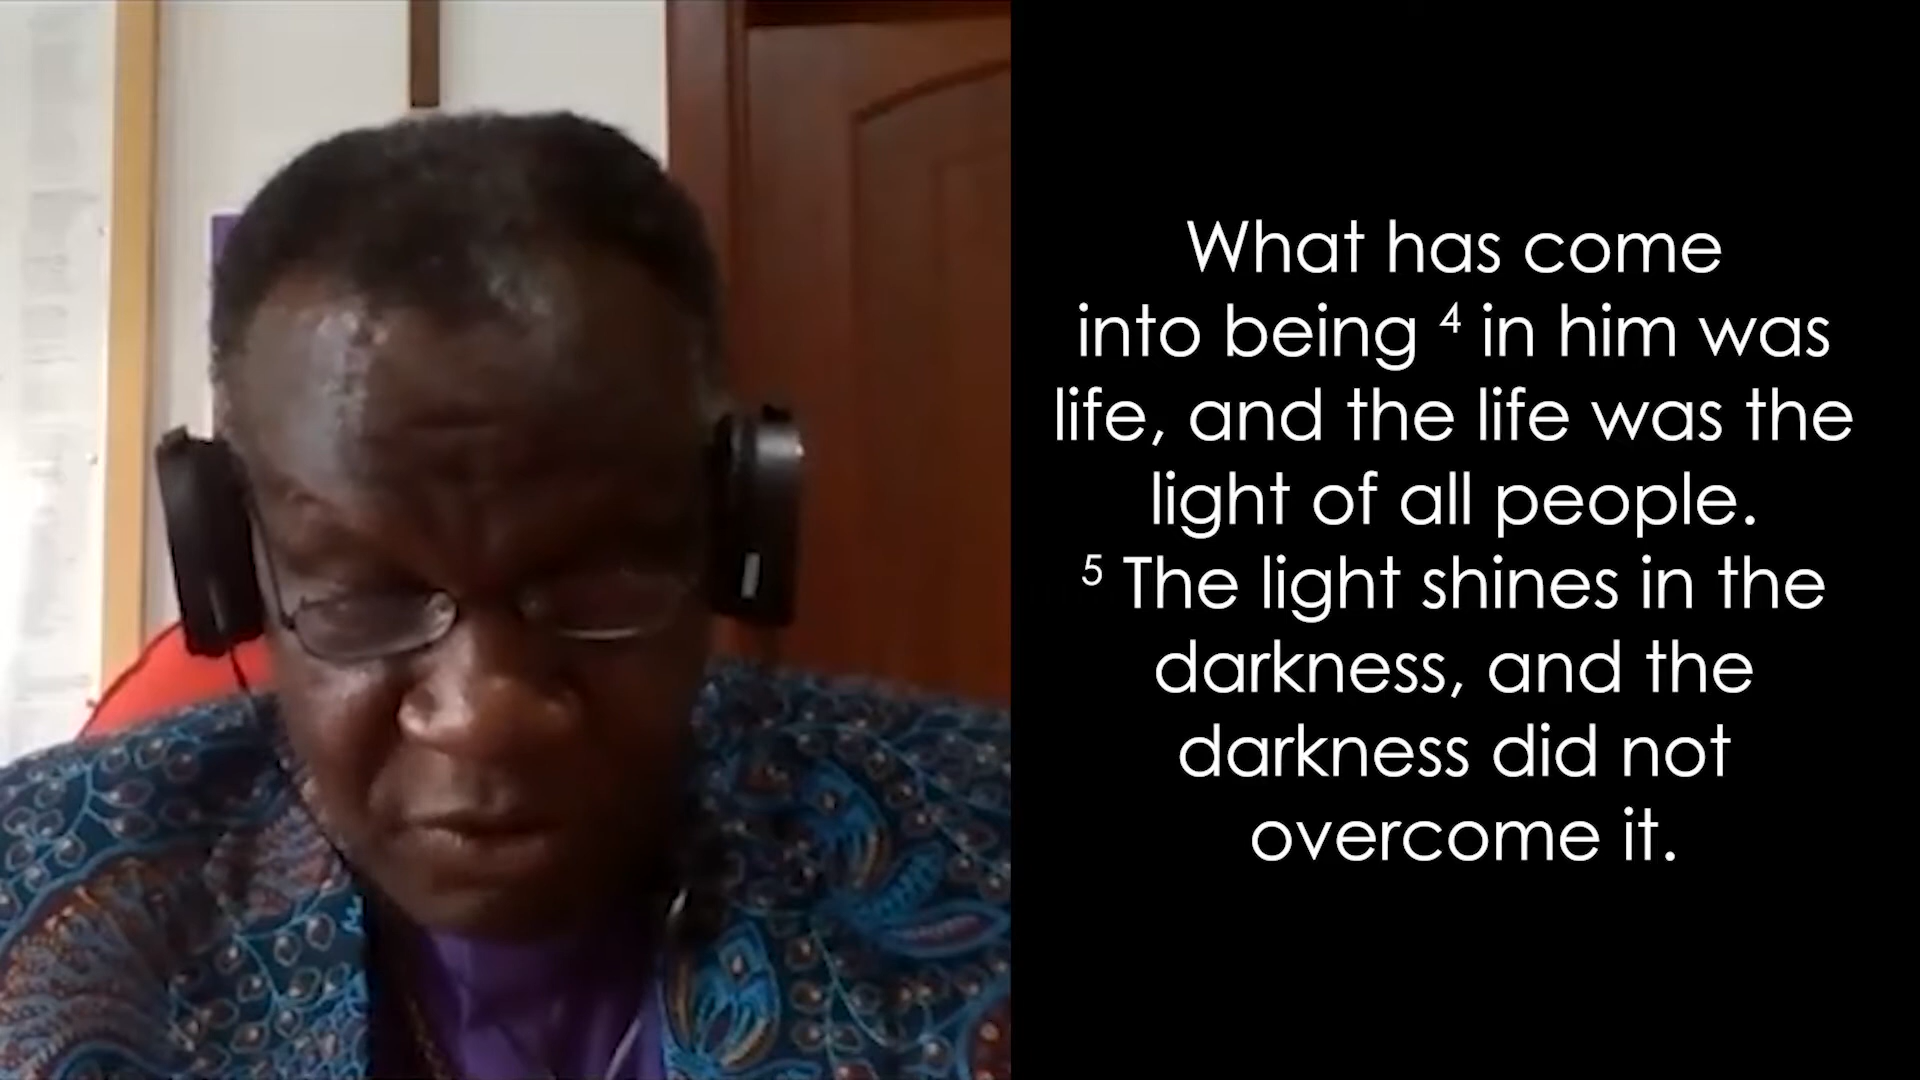 What has come
into being ⁴ in him was
life, and the life was the
light of all people.
⁵ The light shines in the
darkness, and the
darkness did not
overcome it.